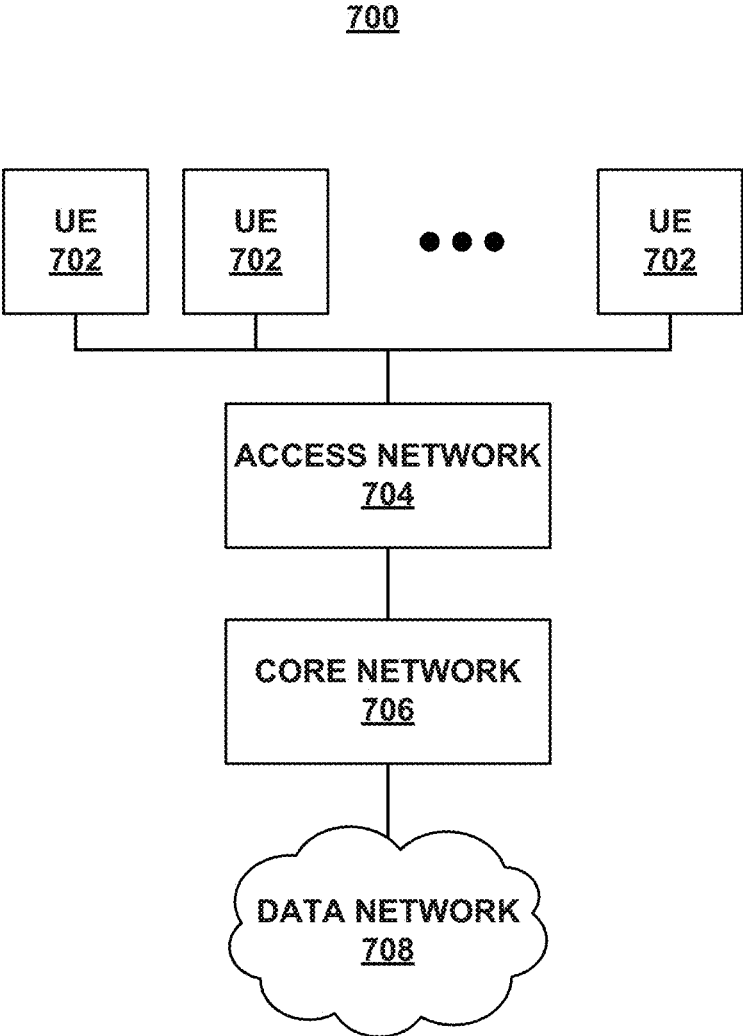 700
UE UE UE
702 702 702
ACCESS NETWORK
704
CORE NETWORK
706
DATA NETWORK
708